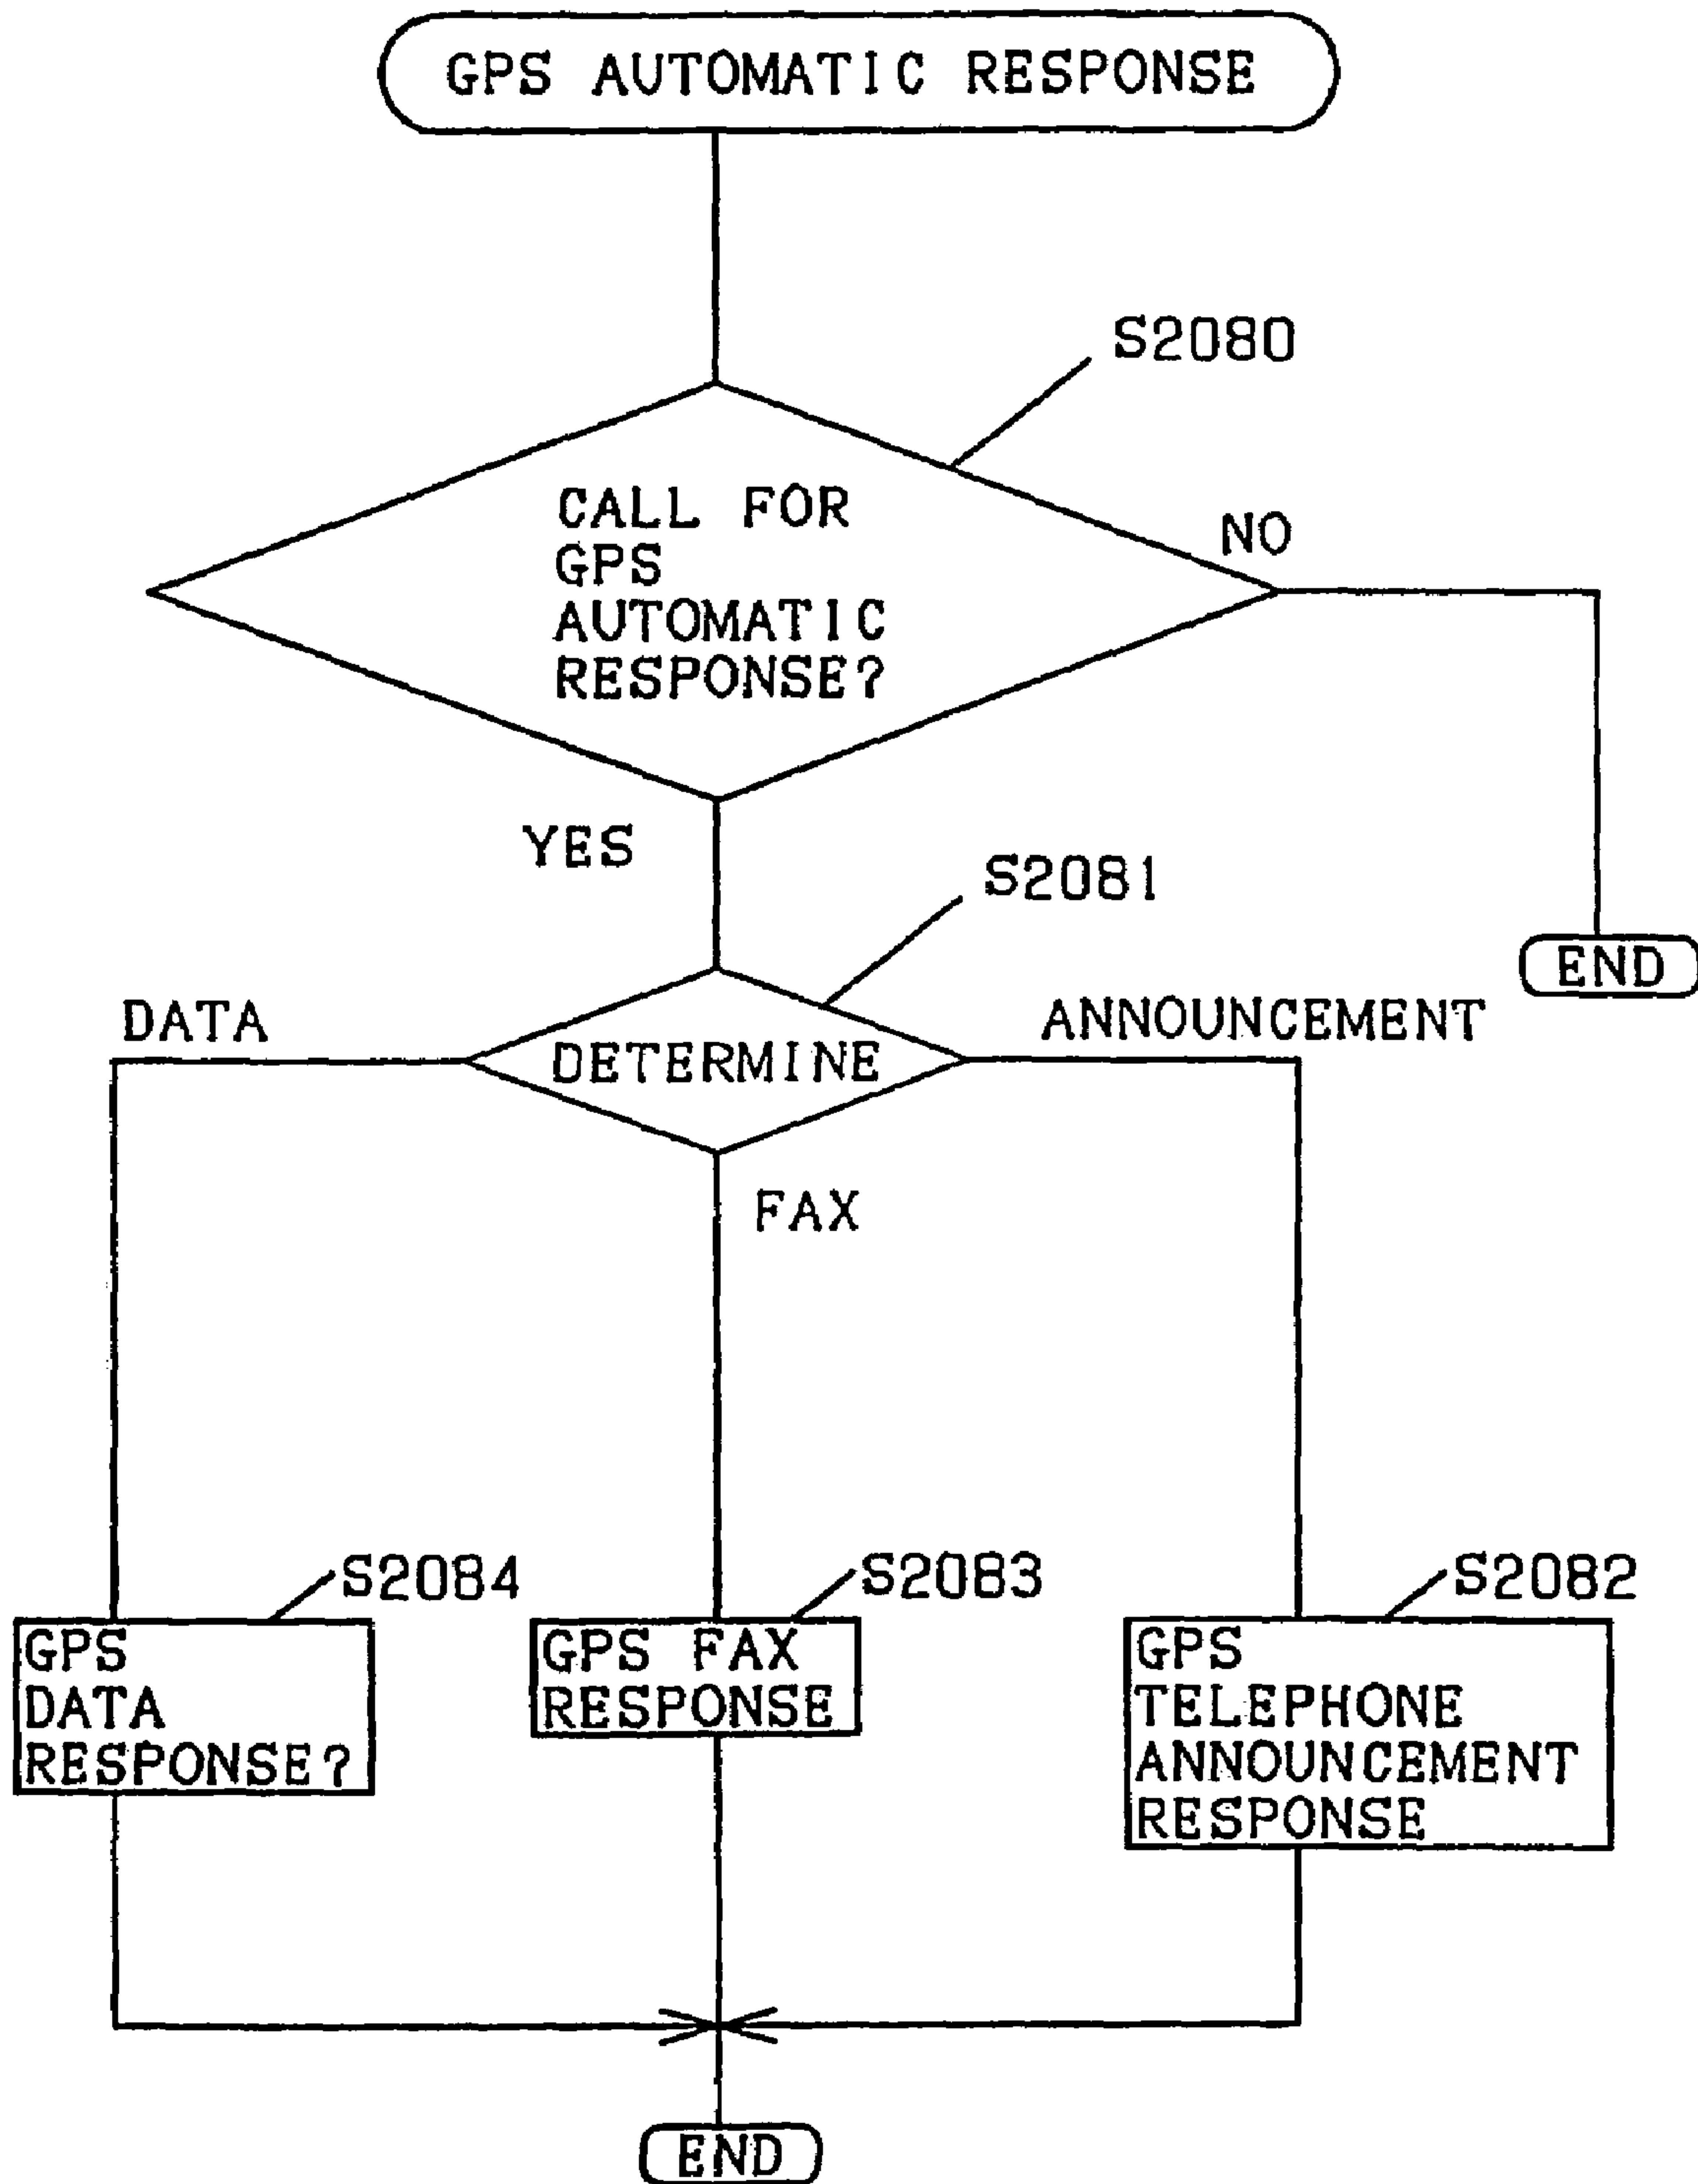 GPS AUTOMATIC RESPONSE
S2080
CALL FOR
GPS
AUTOMATIC
RESPONSE?
NO
YES
S2081
END
DATA
DETERMINE
ANNOUNCEMENT
FAX
S2084
S2083
S2082
GPS
DATA
RESPONSE?
GPS FAX
RESPONSE
GPS
TELEPHONE
ANNOUNCEMENT
RESPONSE
END